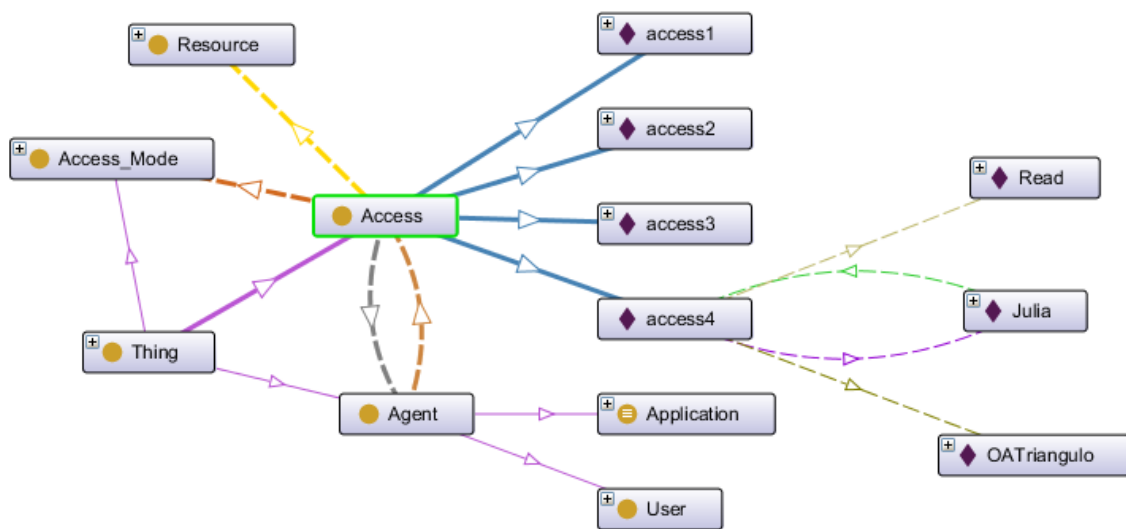 Resource
access1
access2
Access_Mode
Read
Access
access3
Julia
access4
Thing
Agent
Application
OATriangulo
User